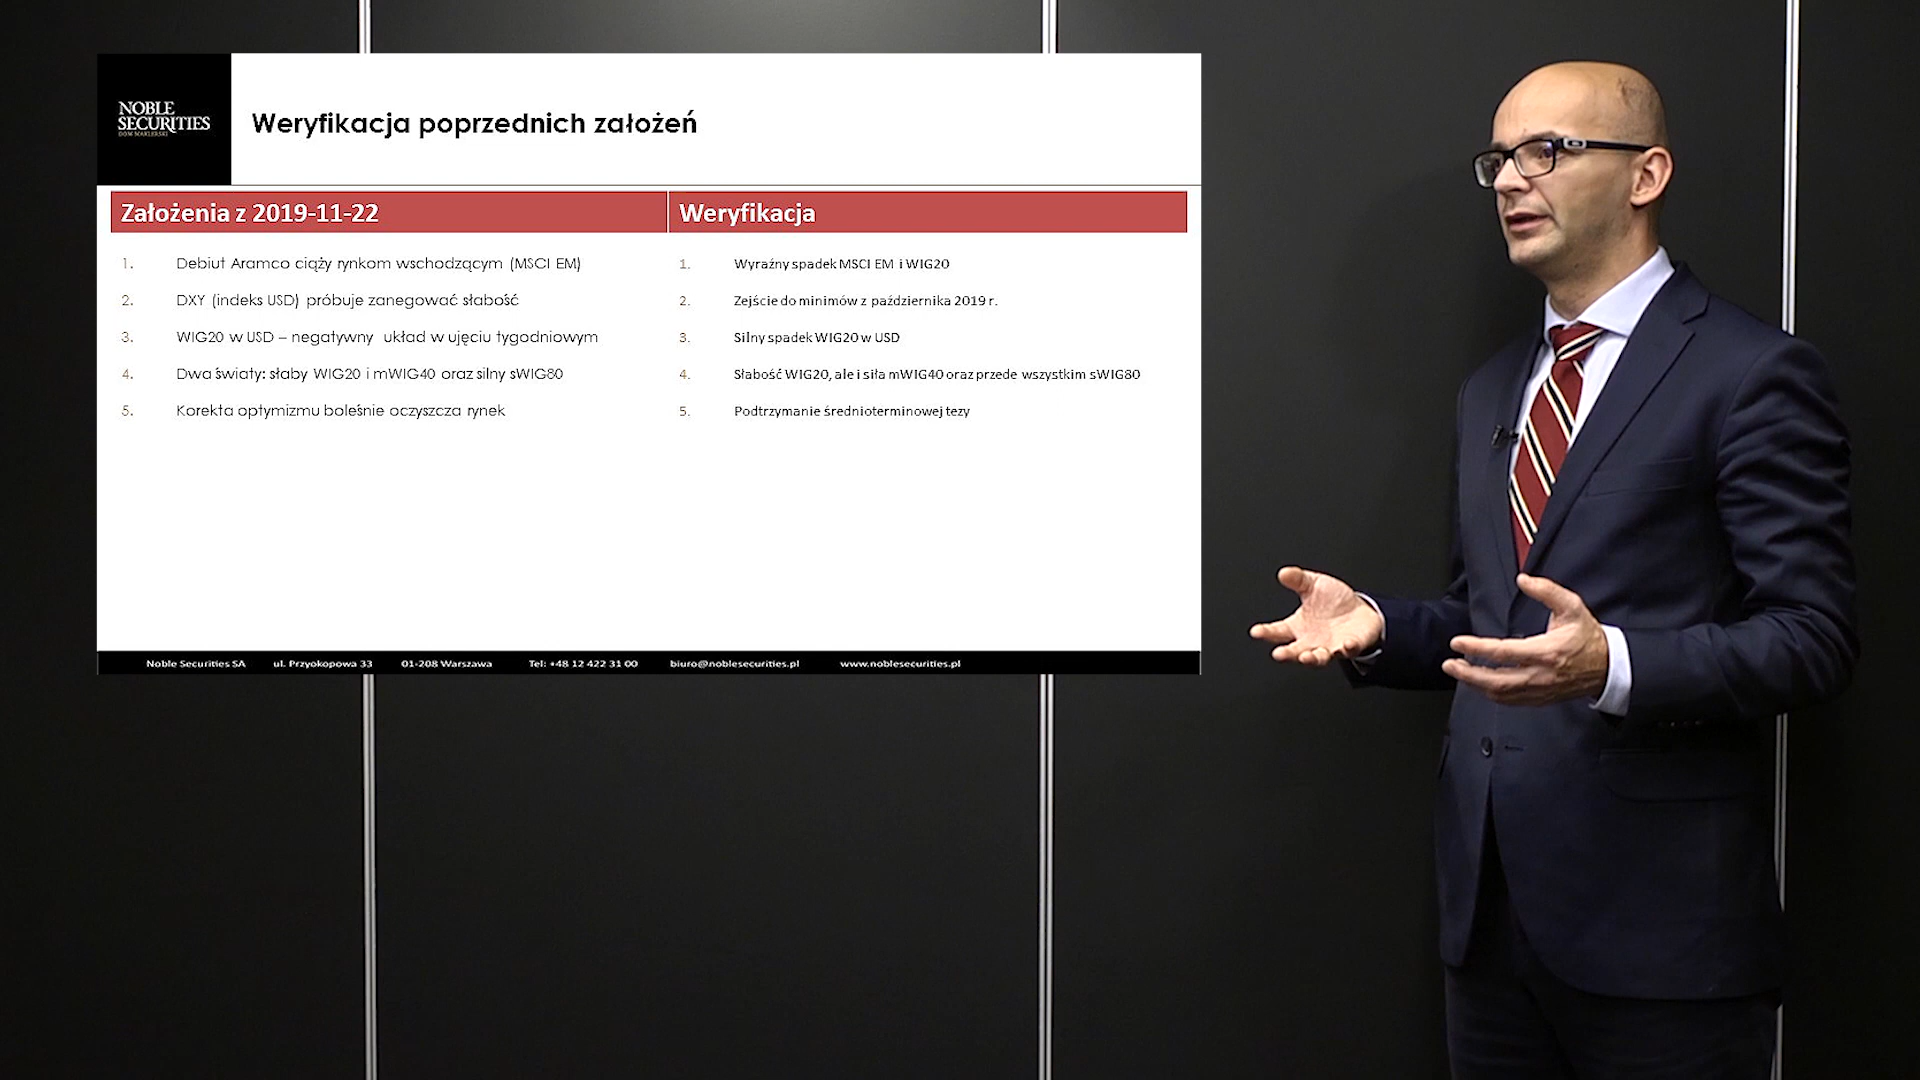 NOBLE
SECURITIES
DOM MAKLERSKI
Weryfikacja poprzednich założeń
Założenia z 2019-11-22
Weryfikacja
1. Debiut Aramco ciąży rynkom wschodzącym (MSCI EM)
1. Wyraźny spadek MSCI EM i WIG20
2. DXY (indeks USD) próbuje zanegować słabość
2. Zejście do minimów z października 2019 r.
3. WIG20 w USD – negatywny układ w ujęciu tygodniowym
3. Silny spadek WIG20 w USD
4. Dwa światy: słaby WIG20 i mWIG40 oraz silny sWIG80
4. Słabość WIG20, ale i siła mWIG40 oraz przede wszystkim sWIG80
5. Korekta optymizmu boleśnie oczyszcza rynek
5. Podtrzymanie średnioterminowej tezy
Noble Securities SA ul. Przyokopowa 33 01-208 Warszawa Tel: +48 12 422 31 00 biuro@noblesecurities.pl www.noblesecurities.pl